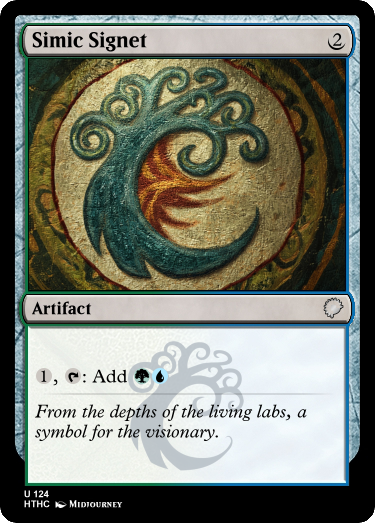 Simic Signet 2
Artifact
1, : Add
From the depths of the living labs, a
symbol for the visionary.
U 124
HTHC Midjourney